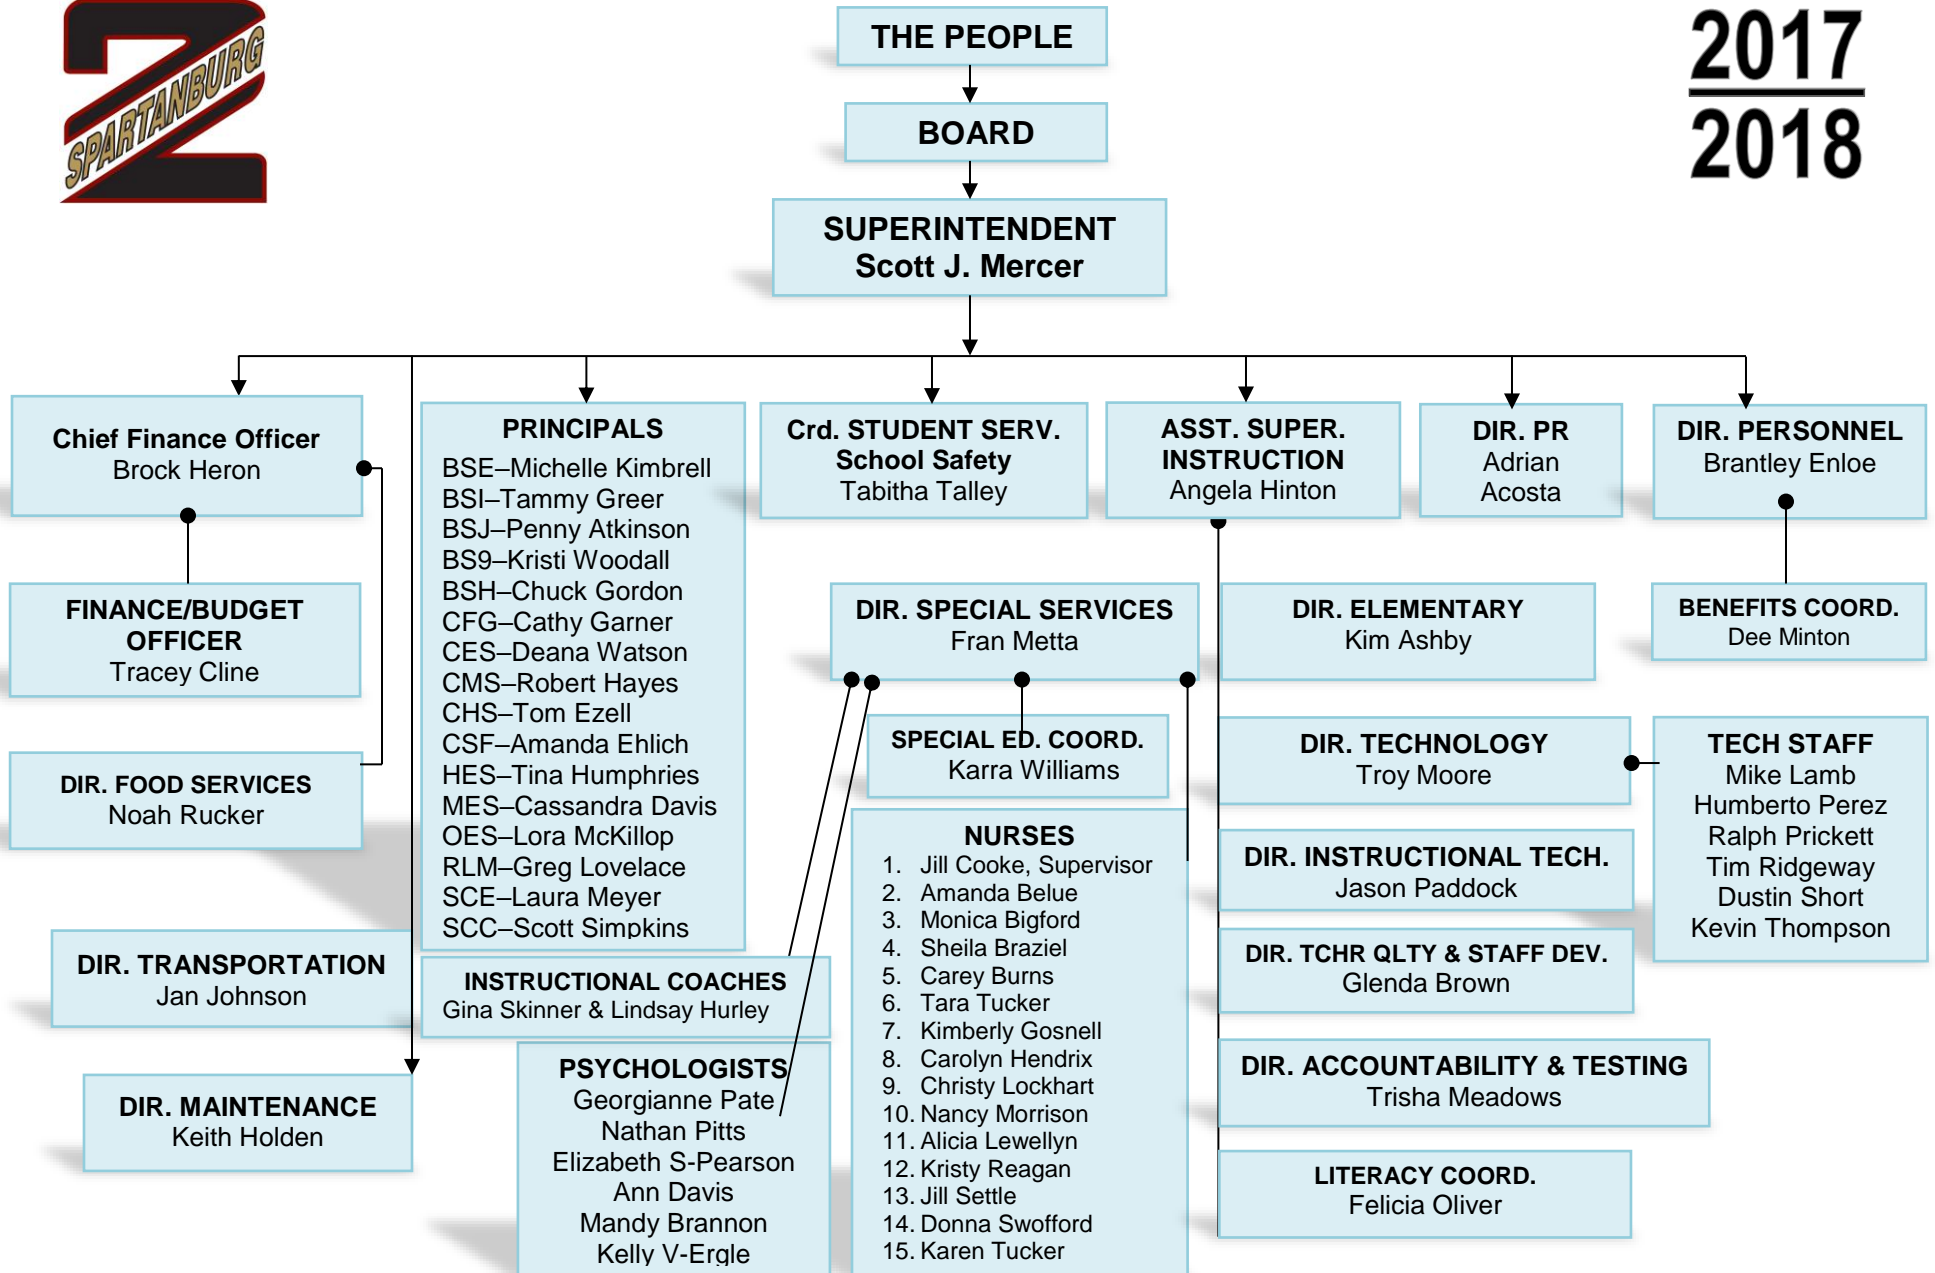 SPARTANBURG
2
2017
2018
THE PEOPLE
BOARD
SUPERINTENDENT
Scott J. Mercer
Chief Finance Officer
Brock Heron
PRINCIPALS
BSE–Michelle Kimbrell
BSI–Tammy Greer
BSJ–Penny Atkinson
BS9–Kristi Woodall
BSH–Chuck Gordon
CFG–Cathy Garner
CES–Deana Watson
CMS–Robert Hayes
CHS–Tom Ezell
CSF–Amanda Ehlich
HES–Tina Humphries
MES–Cassandra Davis
OES–Lora McKillop
RLM–Greg Lovelace
SCE–Laura Meyer
SCC–Scott Simpkins
Crd. STUDENT SERV.
School Safety
Tabitha Talley
ASST. SUPER.
INSTRUCTION
Angela Hinton
DIR. PR
Adrian
Acosta
DIR. PERSONNEL
Brantley Enloe
FINANCE/BUDGET
OFFICER
Tracey Cline
DIR. SPECIAL SERVICES
Fran Metta
DIR. ELEMENTARY
Kim Ashby
BENEFITS COORD.
Dee Minton
DIR. FOOD SERVICES
Noah Rucker
SPECIAL ED. COORD.
Karra Williams
DIR. TECHNOLOGY
Troy Moore
TECH STAFF
Mike Lamb
Humberto Perez
Ralph Prickett
Tim Ridgeway
Dustin Short
Kevin Thompson
NURSES
1. Jill Cooke, Supervisor
2. Amanda Belue
3. Monica Bigford
4. Sheila Braziel
5. Carey Burns
6. Tara Tucker
7. Kimberly Gosnell
8. Carolyn Hendrix
9. Christy Lockhart
10. Nancy Morrison
11. Alicia Lewellyn
12. Kristy Reagan
13. Jill Settle
14. Donna Swofford
15. Karen Tucker
DIR. INSTRUCTIONAL TECH.
Jason Paddock
DIR. TRANSPORTATION
Jan Johnson
INSTRUCTIONAL COACHES
Gina Skinner & Lindsay Hurley
DIR. TCHR QLTY & STAFF DEV.
Glenda Brown
DIR. MAINTENANCE
Keith Holden
PSYCHOLOGISTS
Georgianne Pate
Nathan Pitts
Elizabeth S-Pearson
Ann Davis
Mandy Brannon
Kelly V-Ergle
DIR. ACCOUNTABILITY & TESTING
Trisha Meadows
LITERACY COORD.
Felicia Oliver